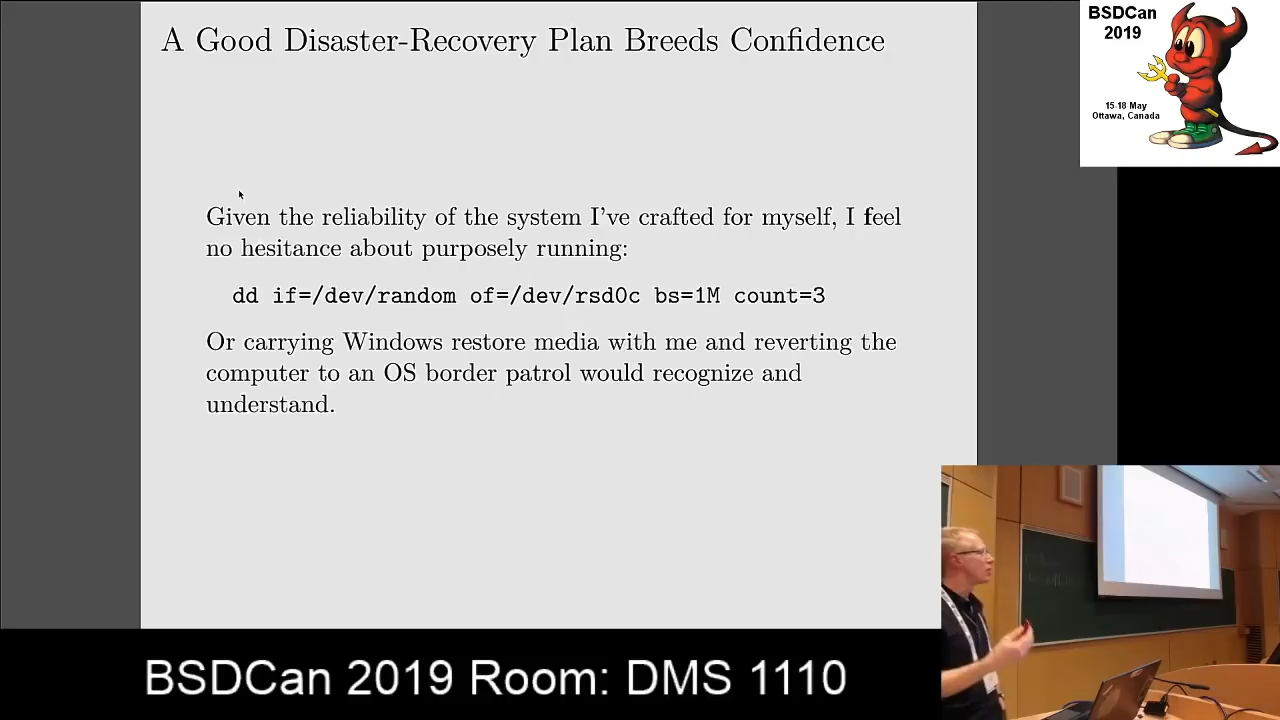 A Good Disaster-Recovery Plan Breeds Confidence
BSDCan
2019
15-18 May
Ottawa, Canada
Given the reliability of the system I've crafted for myself, I feel
no hesitance about purposely running:
dd if=/dev/random of=/dev/rsd0c bs=1M count=3
Or carrying Windows restore media with me and reverting the
computer to an OS border patrol would recognize and
understand.
BSDCan 2019 Room: DMS 1110